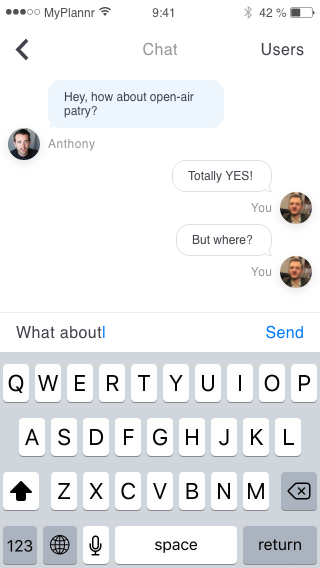 MyPlannr 9:41 42 %
Chat Users
Hey, how about open-air
patry?
Anthony
Totally YES!
You
But where?
You
What about Send
Q W E R T Y U I O P
A S D F G H J K L
Z X C V B N M
123 space return